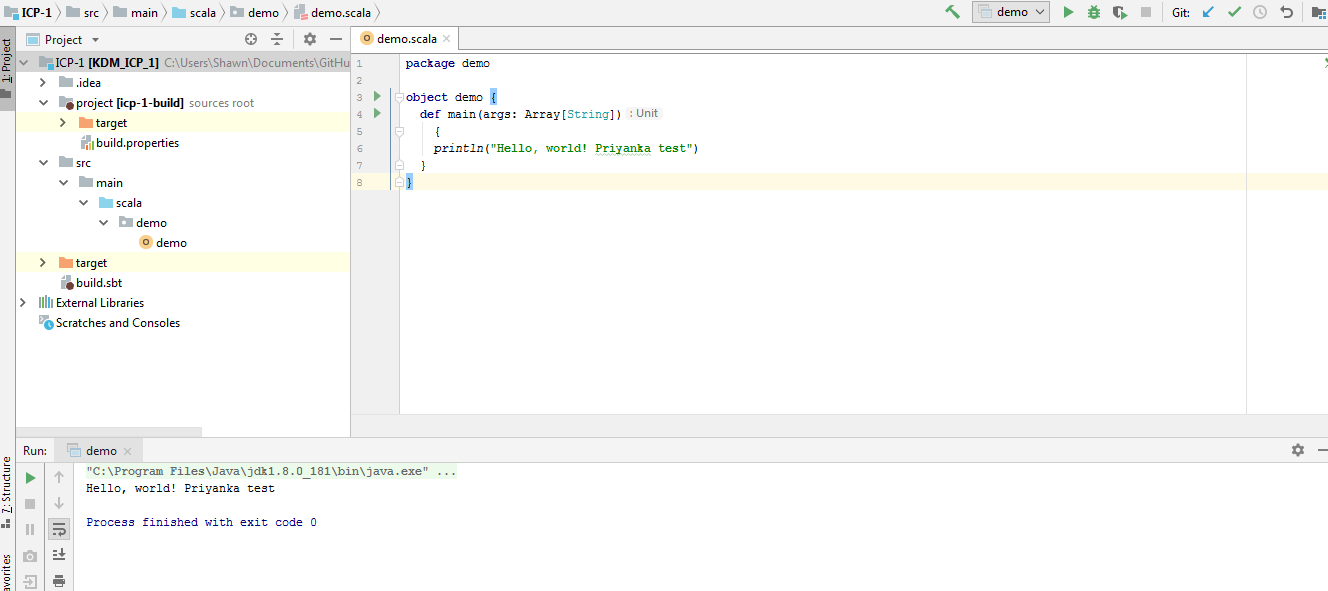 ICP-1 src main scala demo demo.scala demo Git:
1: Project
Project
demo.scala
ICP-1 [KDM_ICP_1] C:\Users\Shawn\Documents\GitHu
.idea
project [icp-1-build] sources root
target
build.properties
src
main
scala
demo
demo
target
build.sbt
External Libraries
Scratches and Consoles
1 package demo
2
3 object demo {
4 def main(args: Array[String]) : Unit
5 {
6 println("Hello, world! Priyanka test")
7 }
8 }
Run: demo
"C:\Program Files\Java\jdk1.8.0_181\bin\java.exe" ...
Hello, world! Priyanka test
Process finished with exit code 0
7: Structure
avorites